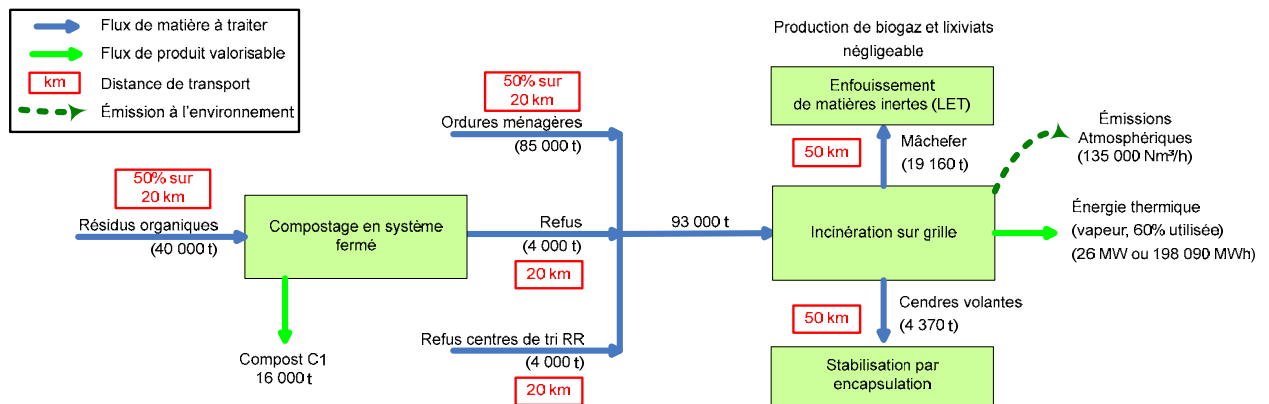 Flux de matière à traiter
Flux de produit valorisable
km
Distance de transport
Émission à l'environnement
50% sur
20 km
Résidus organiques
(40 000 t)
Compostage en système
fermé
Compost C1
16 000 t
50% sur
20 km
Ordures ménagères
(85 000 t)
Refus
(4 000 t)
20 km
Refus centres de tri RR
(4 000 t)
20 km
93 000 t
Production de biogaz et lixiviats
négligeable
Enfouissement
de matières inertes (LET)
50 km
Mâchefer
(19 160 t)
Incinération sur grille
50 km
Cendres volantes
(4 370 t)
Stabilisation par
encapsulation
Émissions
Atmosphériques
(135 000 Nm³/h)
Énergie thermique
(vapeur, 60% utilisée)
(26 MW ou 198 090 MWh)